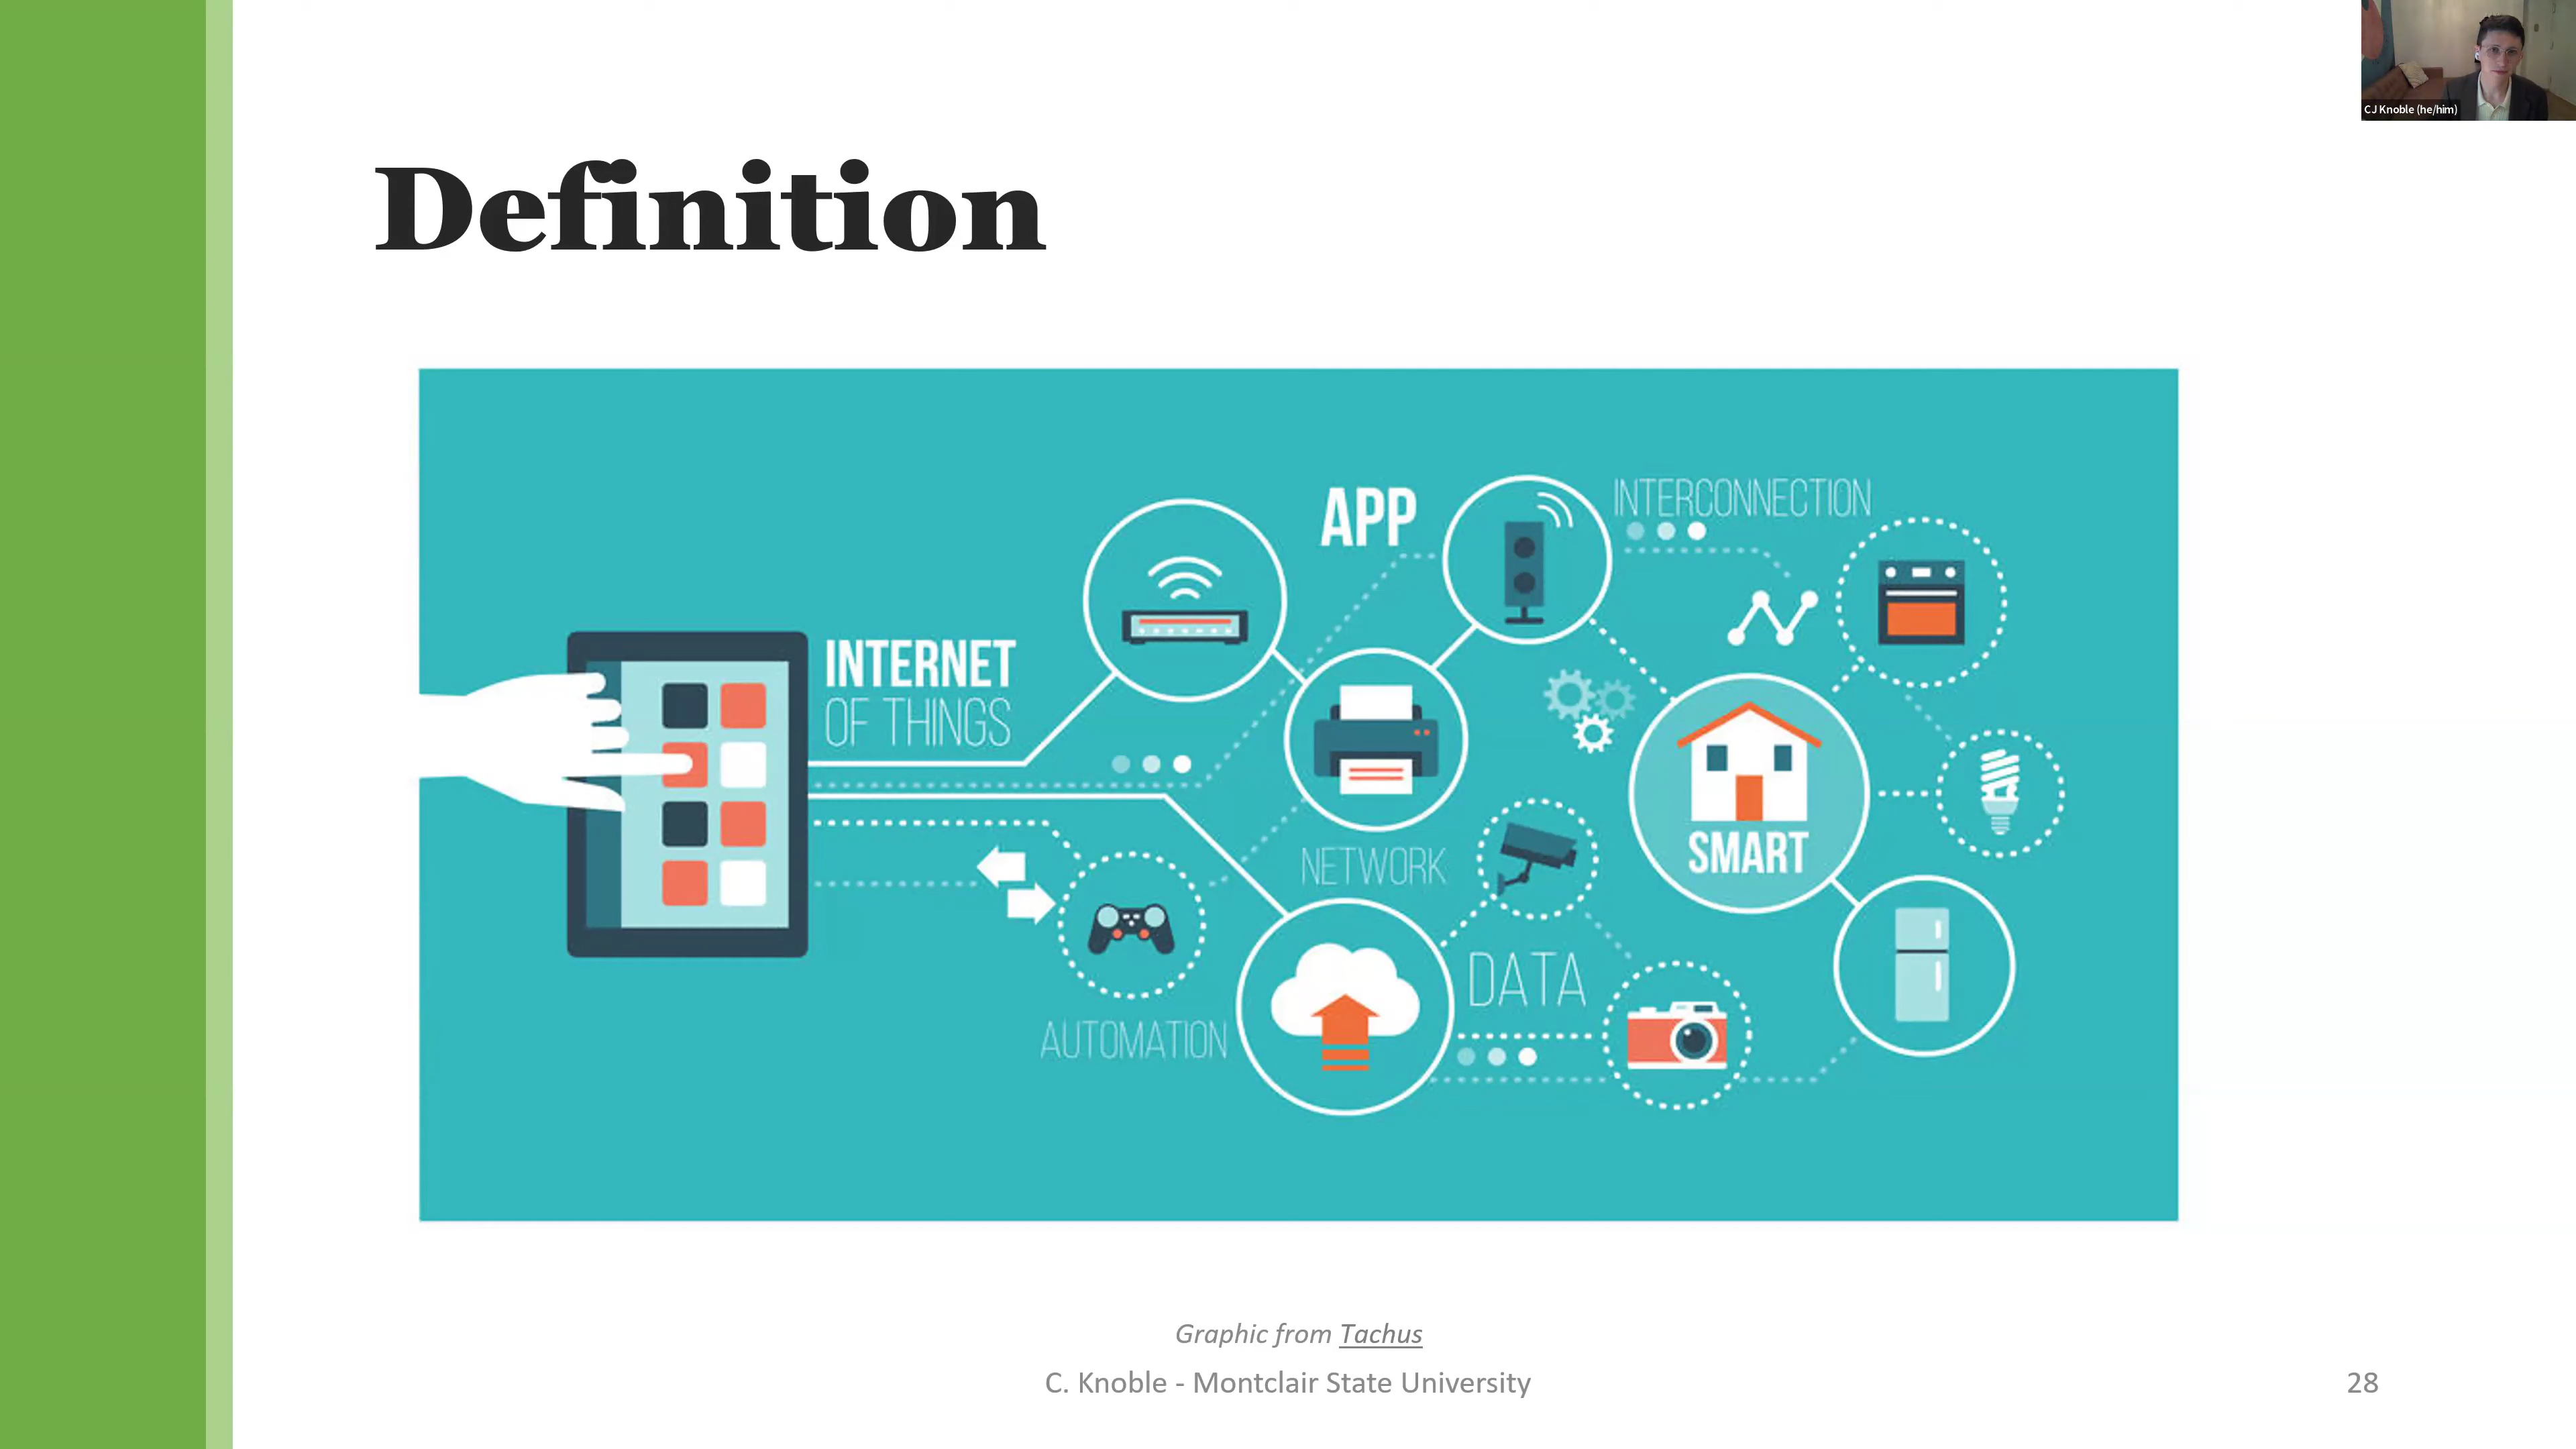 CJ Knoble (he/him)
Definition
APP
INTERCONNECTION
INTERNET
OF THINGS
SMART
NETWORK
DATA
AUTOMATION
Graphic from Tachus
C. Knoble - Montclair State University
28